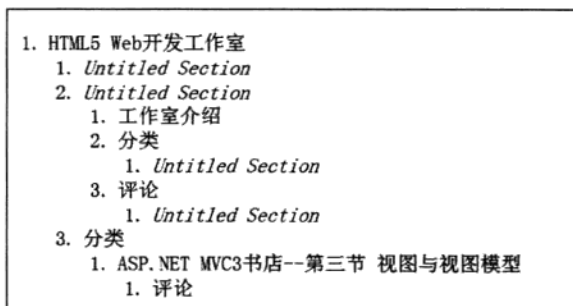 1. HTML5 Web开发工作室
1. Untitled Section
2. Untitled Section
1. 工作室介绍
2. 分类
1. Untitled Section
3. 评论
1. Untitled Section
3. 分类
1. ASP.NET MVC3书店--第三节 视图与视图模型
1. 评论